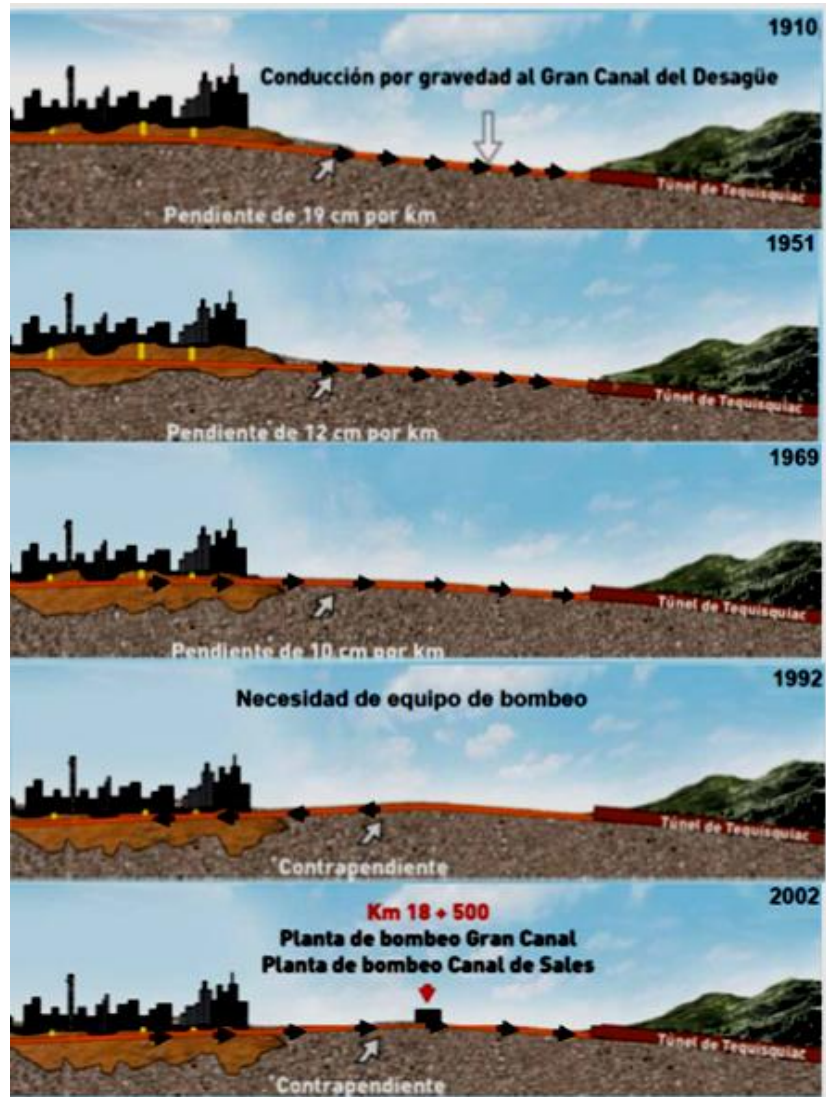 1910
Conducción por gravedad al Gran Canal del Desagüe
Túnel de Tequisquiac
Pendiente de 19 cm por km
1951
Túnel de Tequisquiac
Pendiente de 12 cm por km
1969
Túnel de Tequisquiac
Pendiente de 10 cm por km
1992
Necesidad de equipo de bombeo
Túnel de Tequisquiac
Contrapendiente
2002
Km 18 + 500
Planta de bombeo Gran Canal
Planta de bombeo Canal de Sales
Túnel de Tequisquiac
Contrapendiente